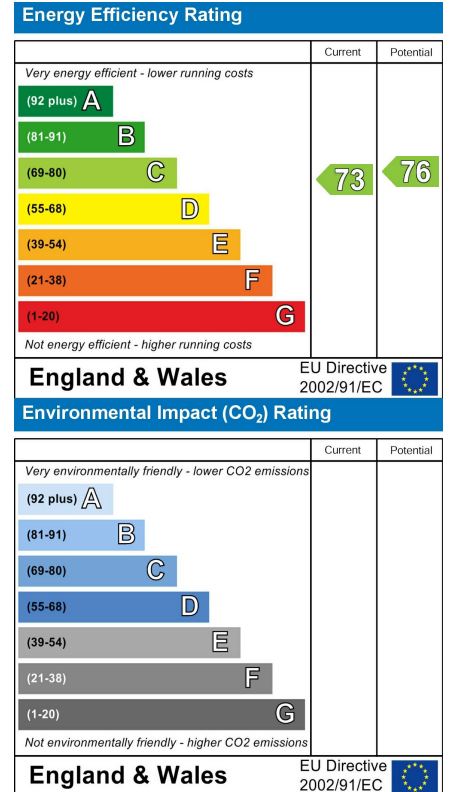 Energy Efficiency Rating
Current Potential
Very energy efficient - lower running costs
(92 plus) A
(81-91) B
(69-80) C
(55-68) D
(39-54) E
(21-38) F
(1-20) G
73 76
Not energy efficient - higher running costs
England & Wales
EU Directive
2002/91/EC
Environmental Impact (CO₂) Rating
Current Potential
Very environmentally friendly - lower CO2 emissions
(92 plus) A
(81-91) B
(69-80) C
(55-68) D
(39-54) E
(21-38) F
(1-20) G
Not environmentally friendly - higher CO2 emissions
England & Wales
EU Directive
2002/91/EC